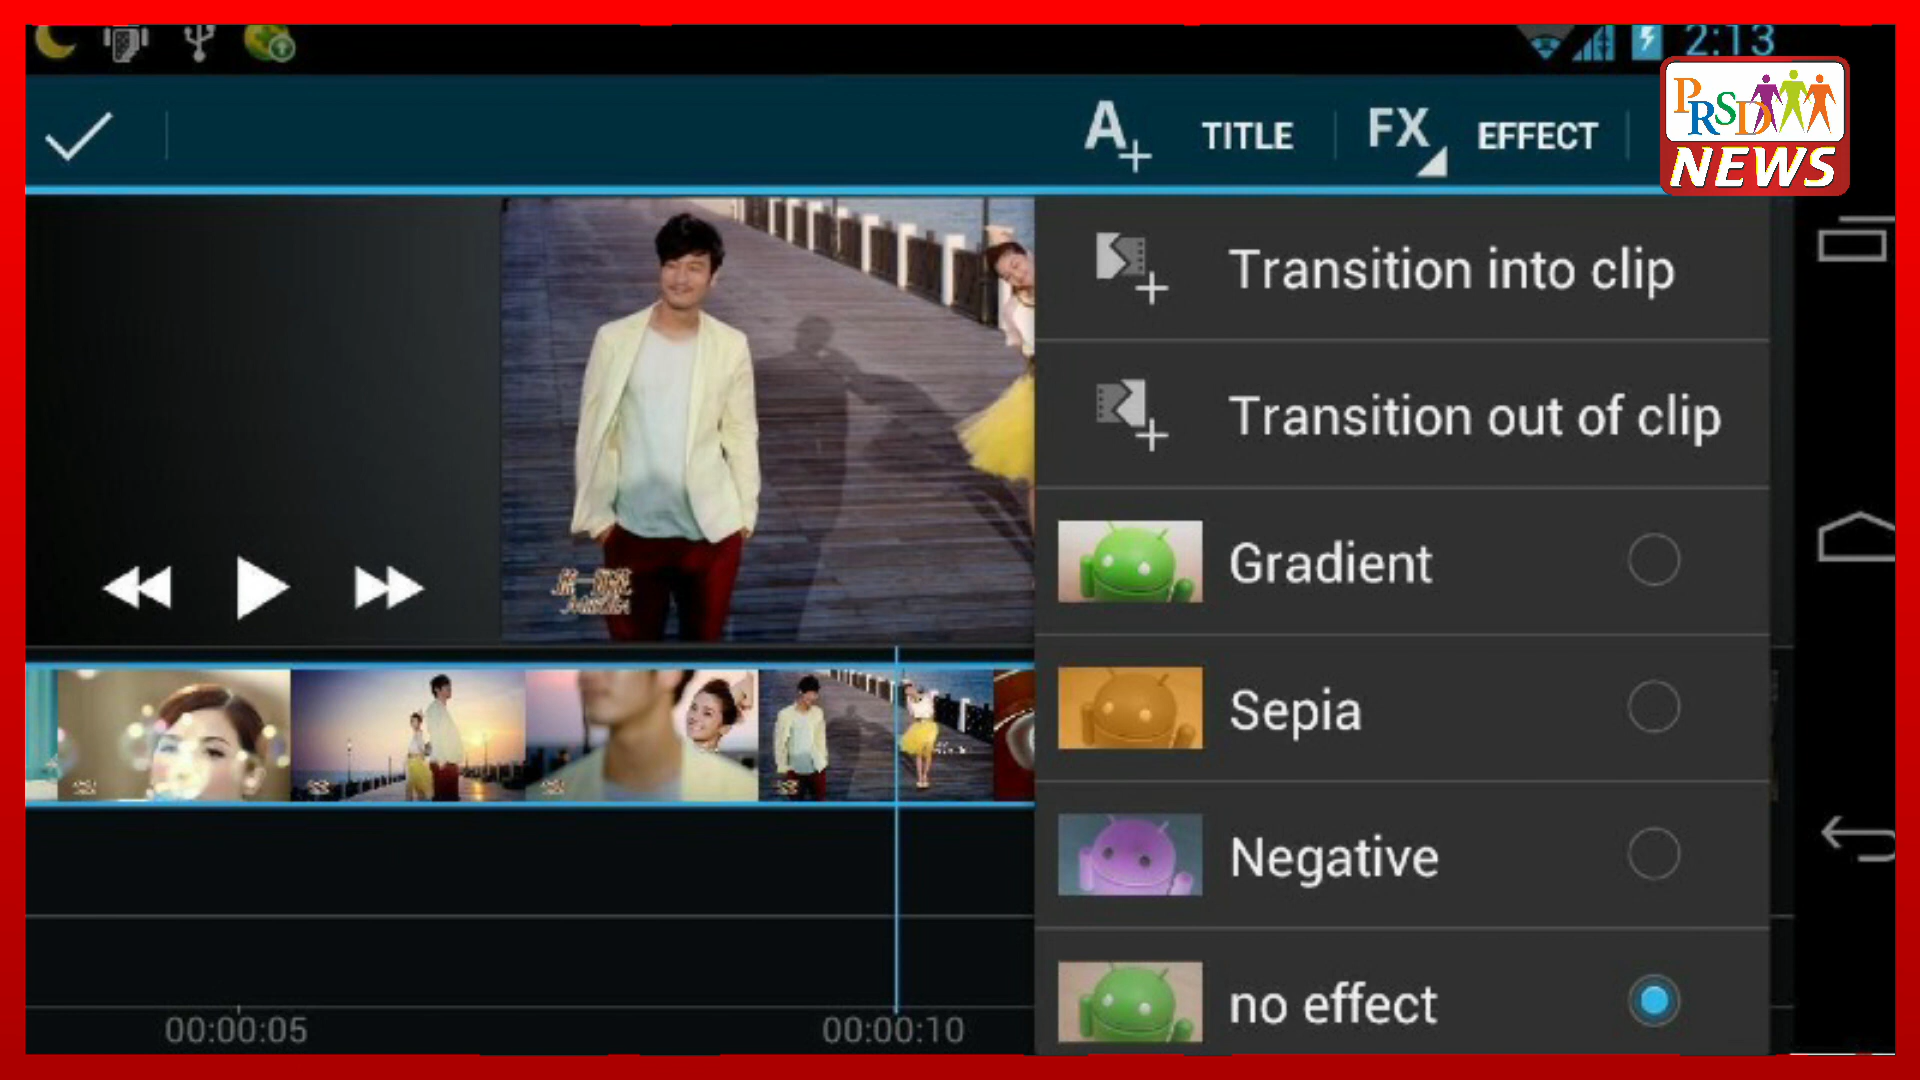 2:13
PRSD
NEWS
A+ TITLE
FX EFFECT
Transition into clip
Transition out of clip
Gradient
Sepia
Negative
no effect
00:00:05
00:00:10